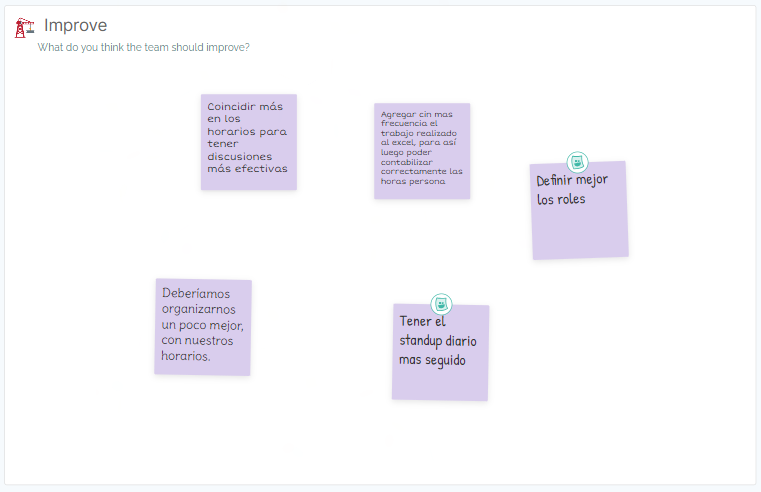 Improve
What do you think the team should improve?
Coincidir más
en los
horarios para
tener
discusiones
más efectivas
Agregar cin mas
frecuencia el
trabajo realizado
al excel, para así
luego poder
contabilizar
correctamente las
horas persona
Definir mejor
los roles
Deberíamos
organizarnos
un poco mejor,
con nuestros
horarios.
Tener el
standup diario
mas seguido